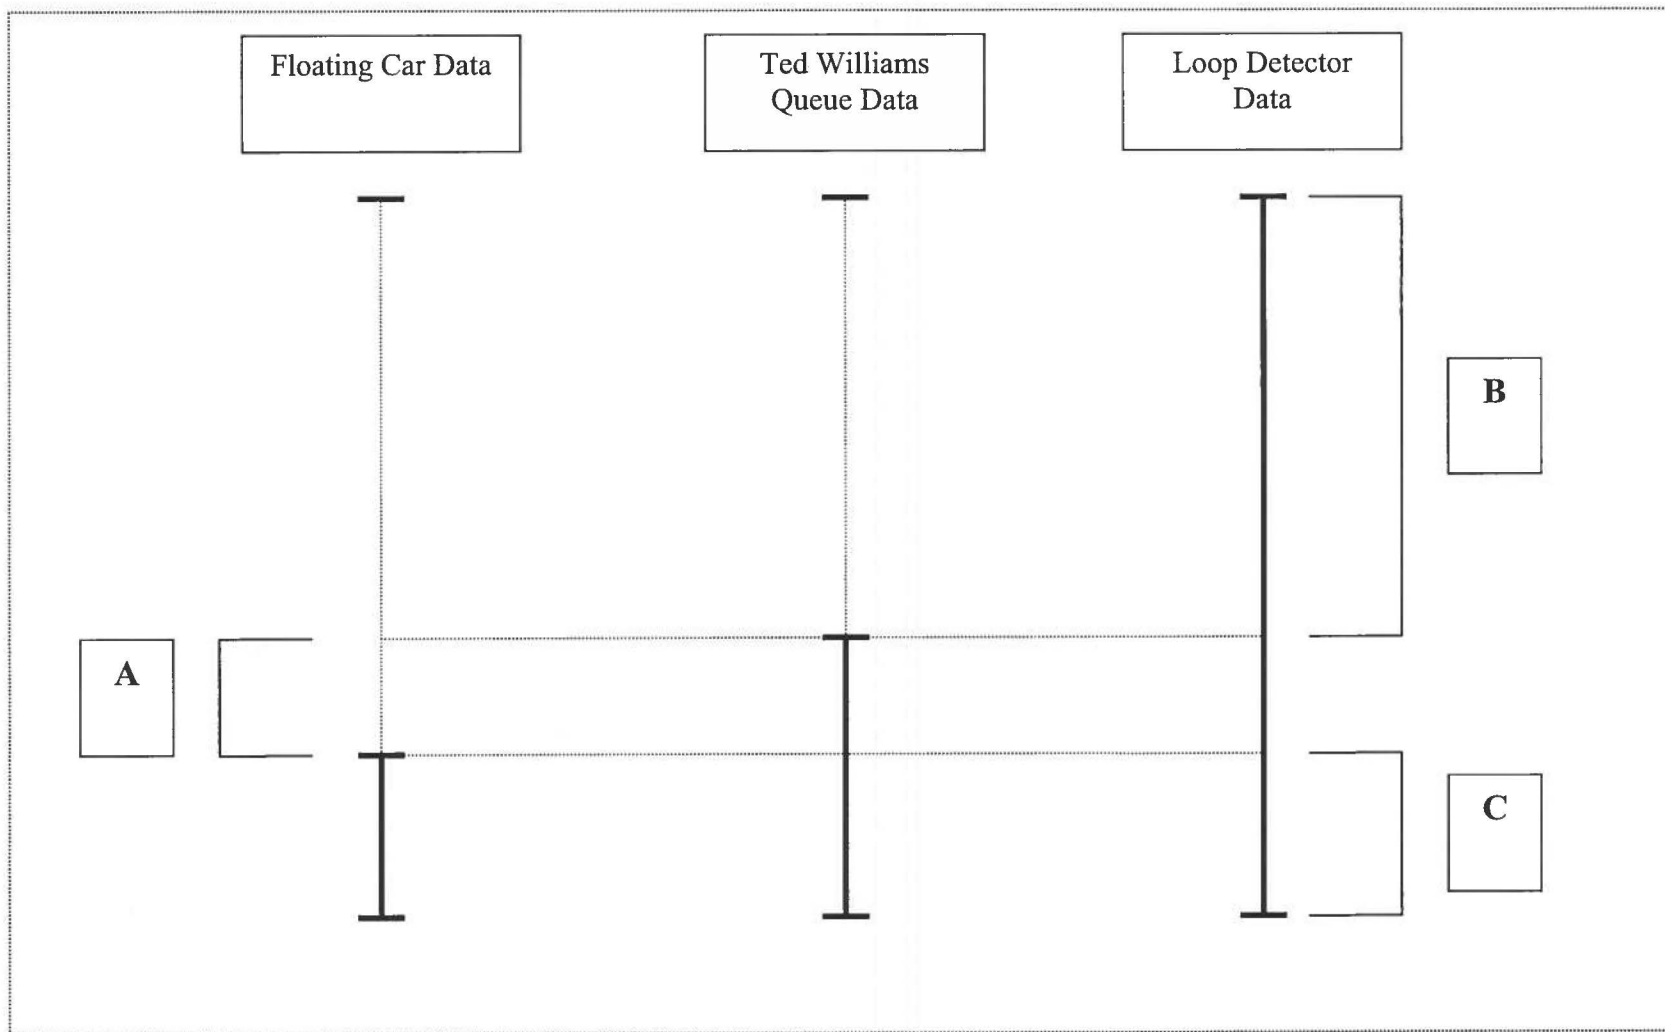 Floating Car Data
Ted Williams
Queue Data
Loop Detector
Data
B
A
C